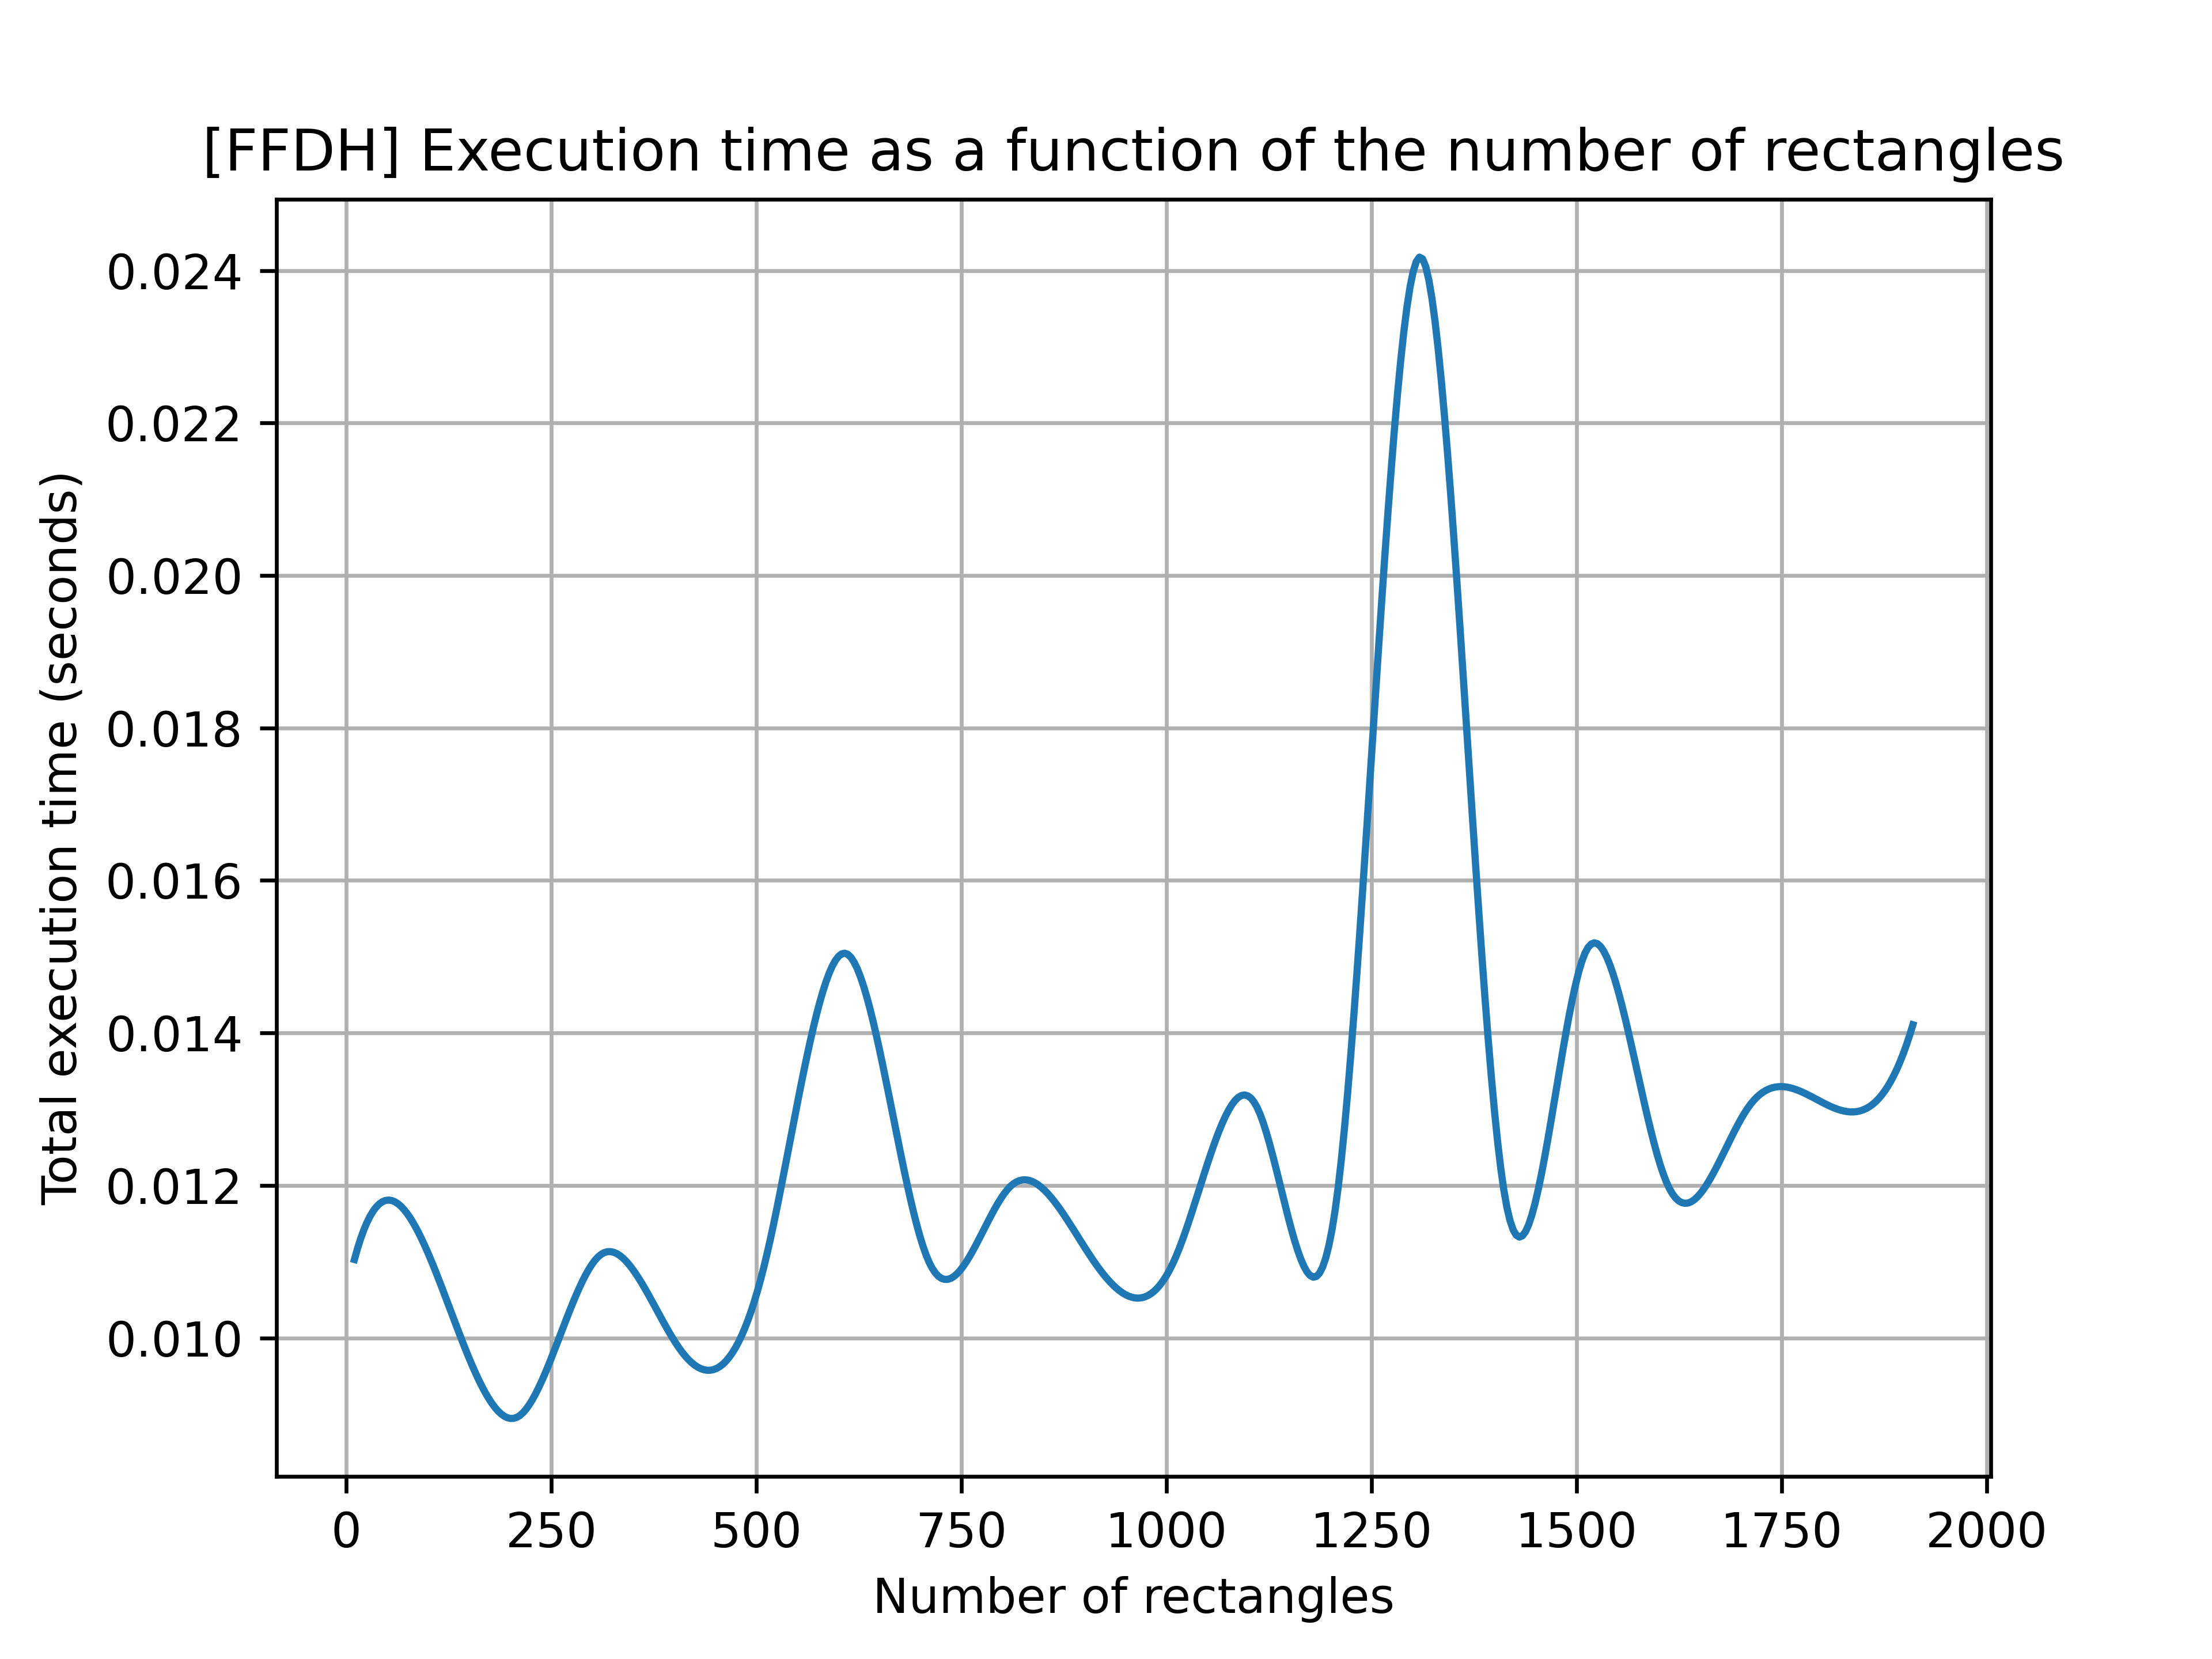 [FFDH] Execution time as a function of the number of rectangles
Total execution time (seconds)
0.024
0.022
0.020
0.018
0.016
0.014
0.012
0.010
0 250 500 750 1000 1250 1500 1750 2000
Number of rectangles